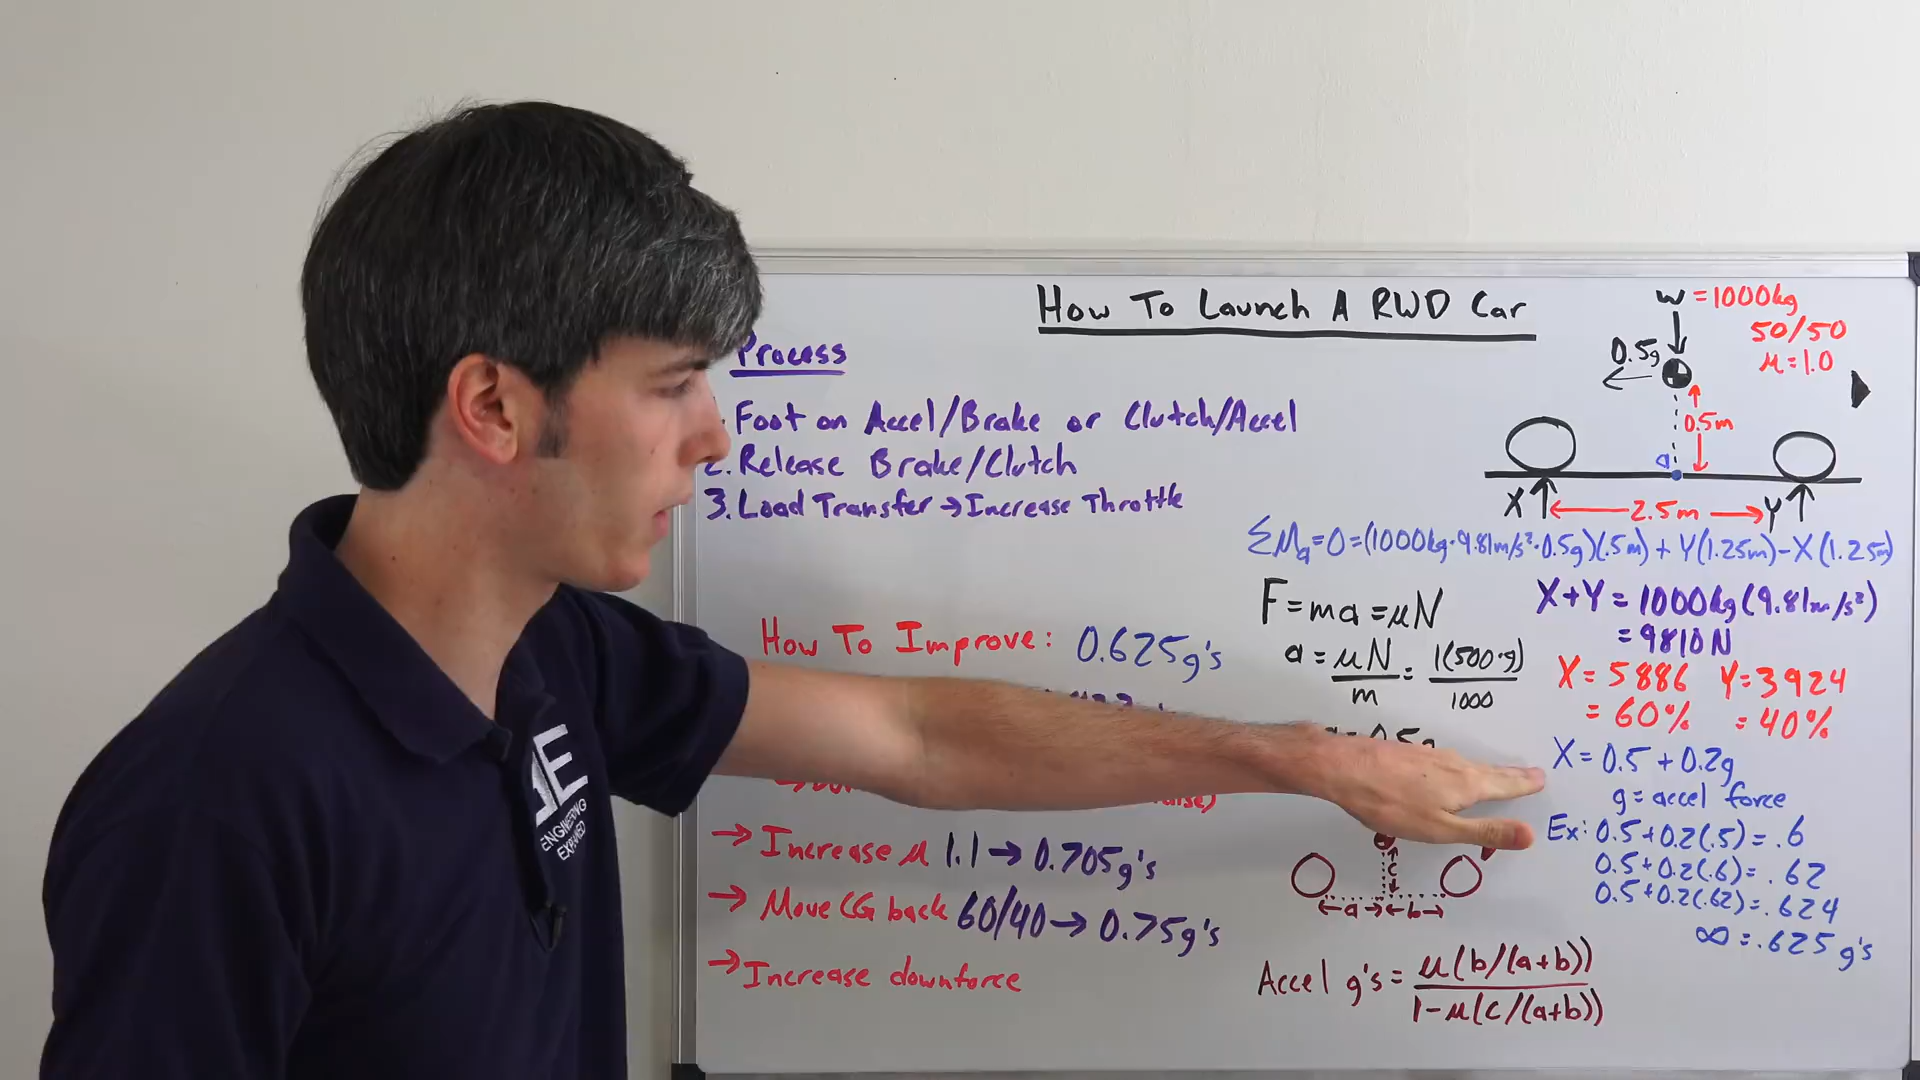 How To Launch A RWD Car
Process
Foot on Accel/Brake or Clutch/Accel
2. Release Brake/Clutch
3. Load Transfer → Increase Throttle
How To Improve: 0.625g's
→ Increase μ 1.1 → 0.705g's
→ Move CG back 60/40 → 0.75g's
→ Increase downforce
W = 1000kg
50/50
μ = 1.0
0.5g
0.5m
a
X
2.5m
Y
ΣMa = 0 = (1000kg · 9.81m/s² · 0.5g)(.5m) + Y(1.25m) - X(1.25m)
F = ma = μN
a = μN/m = 1(500·g)/1000
X + Y = 1000kg (9.81m/s²)
= 9810N
X = 5886 Y = 3924
= 60% = 40%
X = 0.5 + 0.2g
g = accel force
Ex: 0.5 + 0.2(.5) = .6
0.5 + 0.2(.6) = .62
0.5 + 0.2(.62) = .624
∞ = .625 g's
c
←a→←b→
Accel g's = μ(b/(a+b))/1-μ(c/(a+b))
ENGINEERING
EXPLAINED